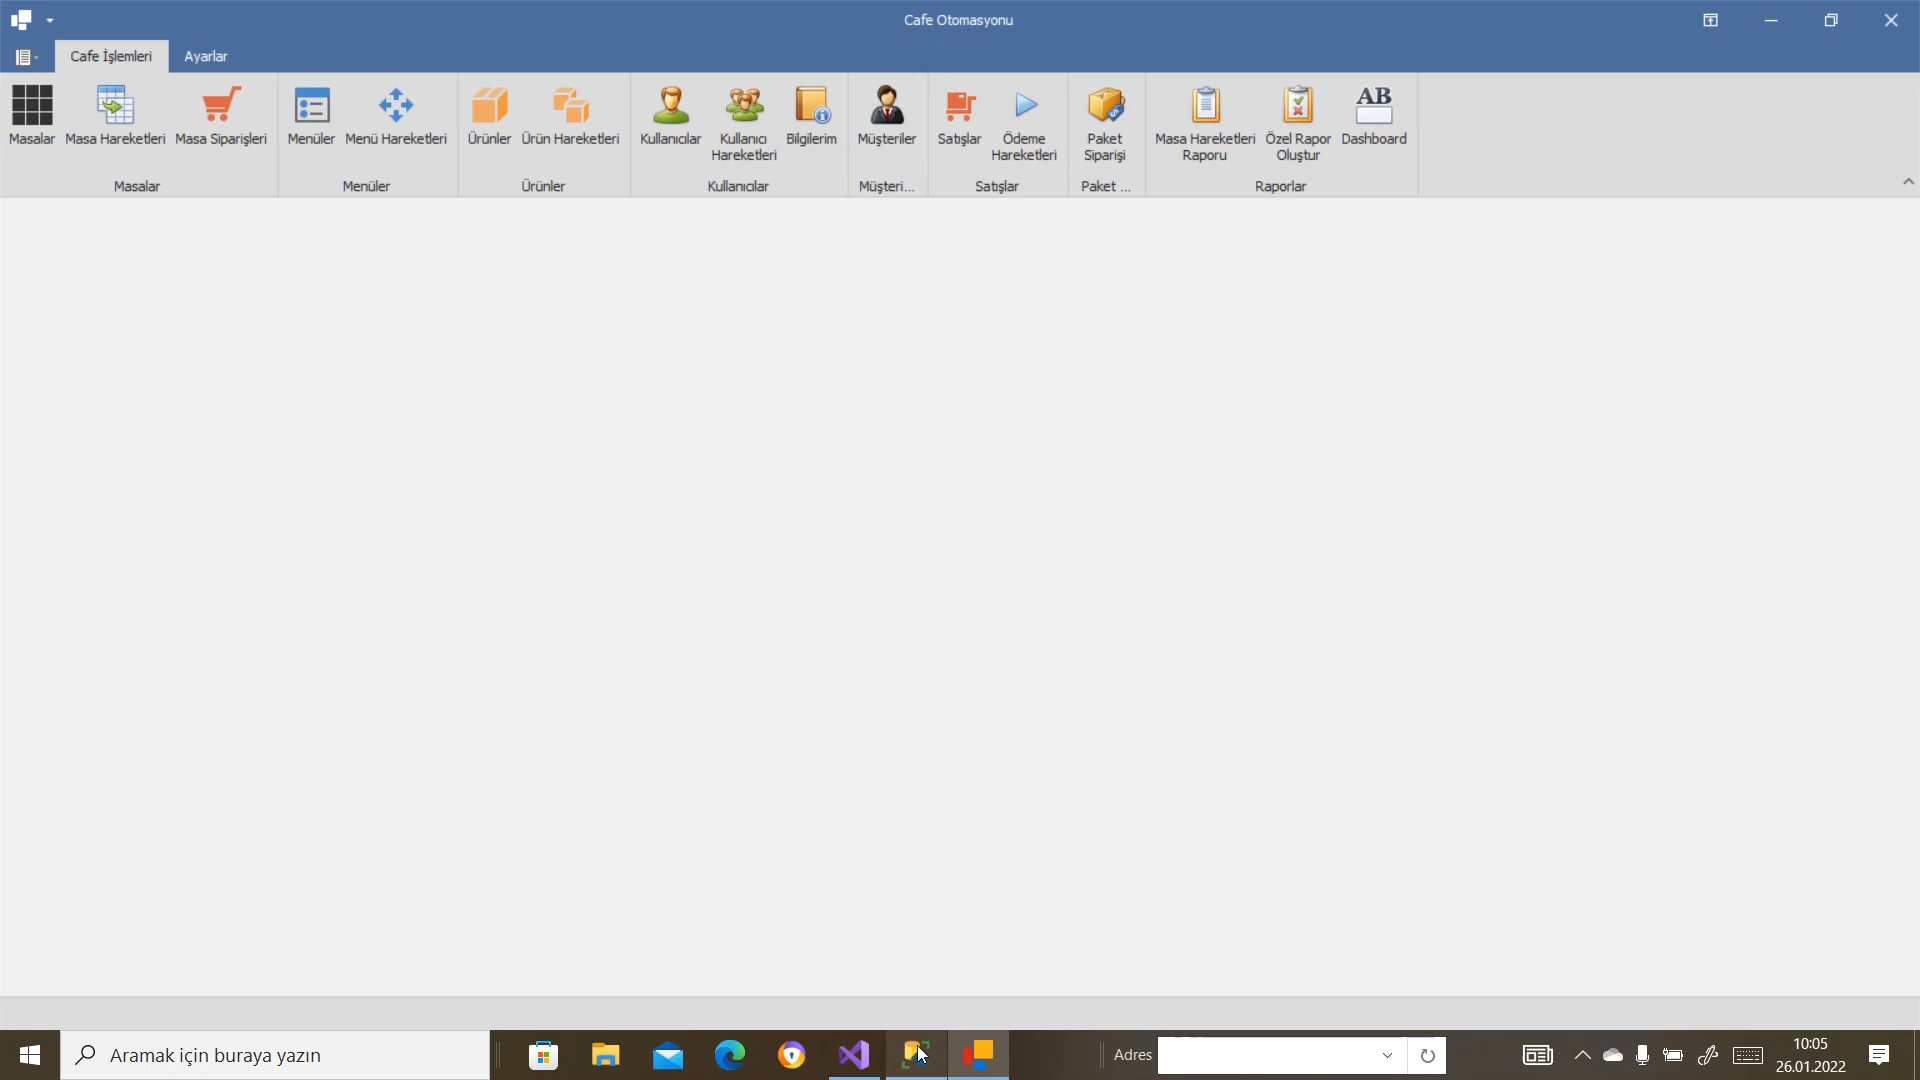 Cafe Otomasyonu
Cafe İşlemleri
Ayarlar
Masalar
Masa Hareketleri
Masa Siparişleri
Menüler
Menü Hareketleri
Ürünler
Ürün Hareketleri
Kullanıcılar
Kullanıcı
Hareketleri
Bilgilerim
Müşteriler
Satışlar
Ödeme
Hareketleri
Paket
Siparişi
Masa Hareketleri
Raporu
Özel Rapor
Oluştur
AB
Dashboard
Masalar
Menüler
Ürünler
Kullanıcılar
Müşteri...
Satışlar
Paket ...
Raporlar
Aramak için buraya yazın
Adres
10:05
26.01.2022